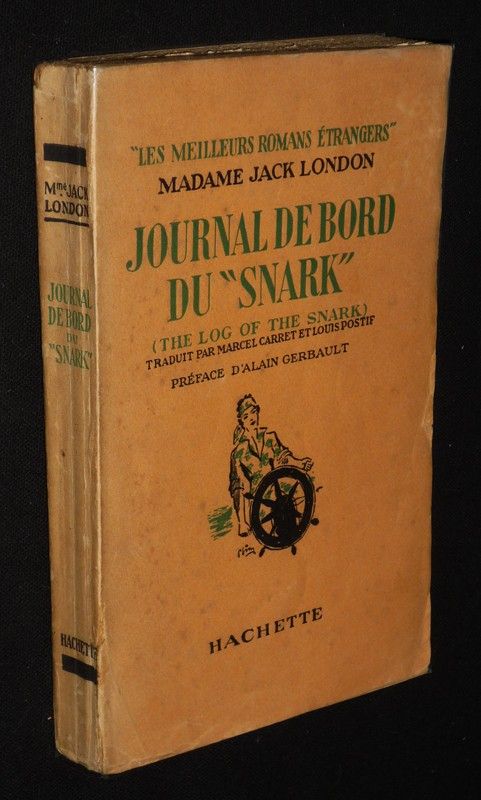 "LES MEILLEURS ROMANS ÉTRANGERS"
MADAME JACK LONDON
JOURNAL DE BORD
DU "SNARK"
(THE LOG OF THE SNARK)
TRADUIT PAR MARCEL CARRET ET LOUIS POSTIF
PRÉFACE D'ALAIN GERBAULT
HACHETTE
Mme JACK
LONDON
JOURNAL
DE BORD
DU
"SNARK"
HACHETTE